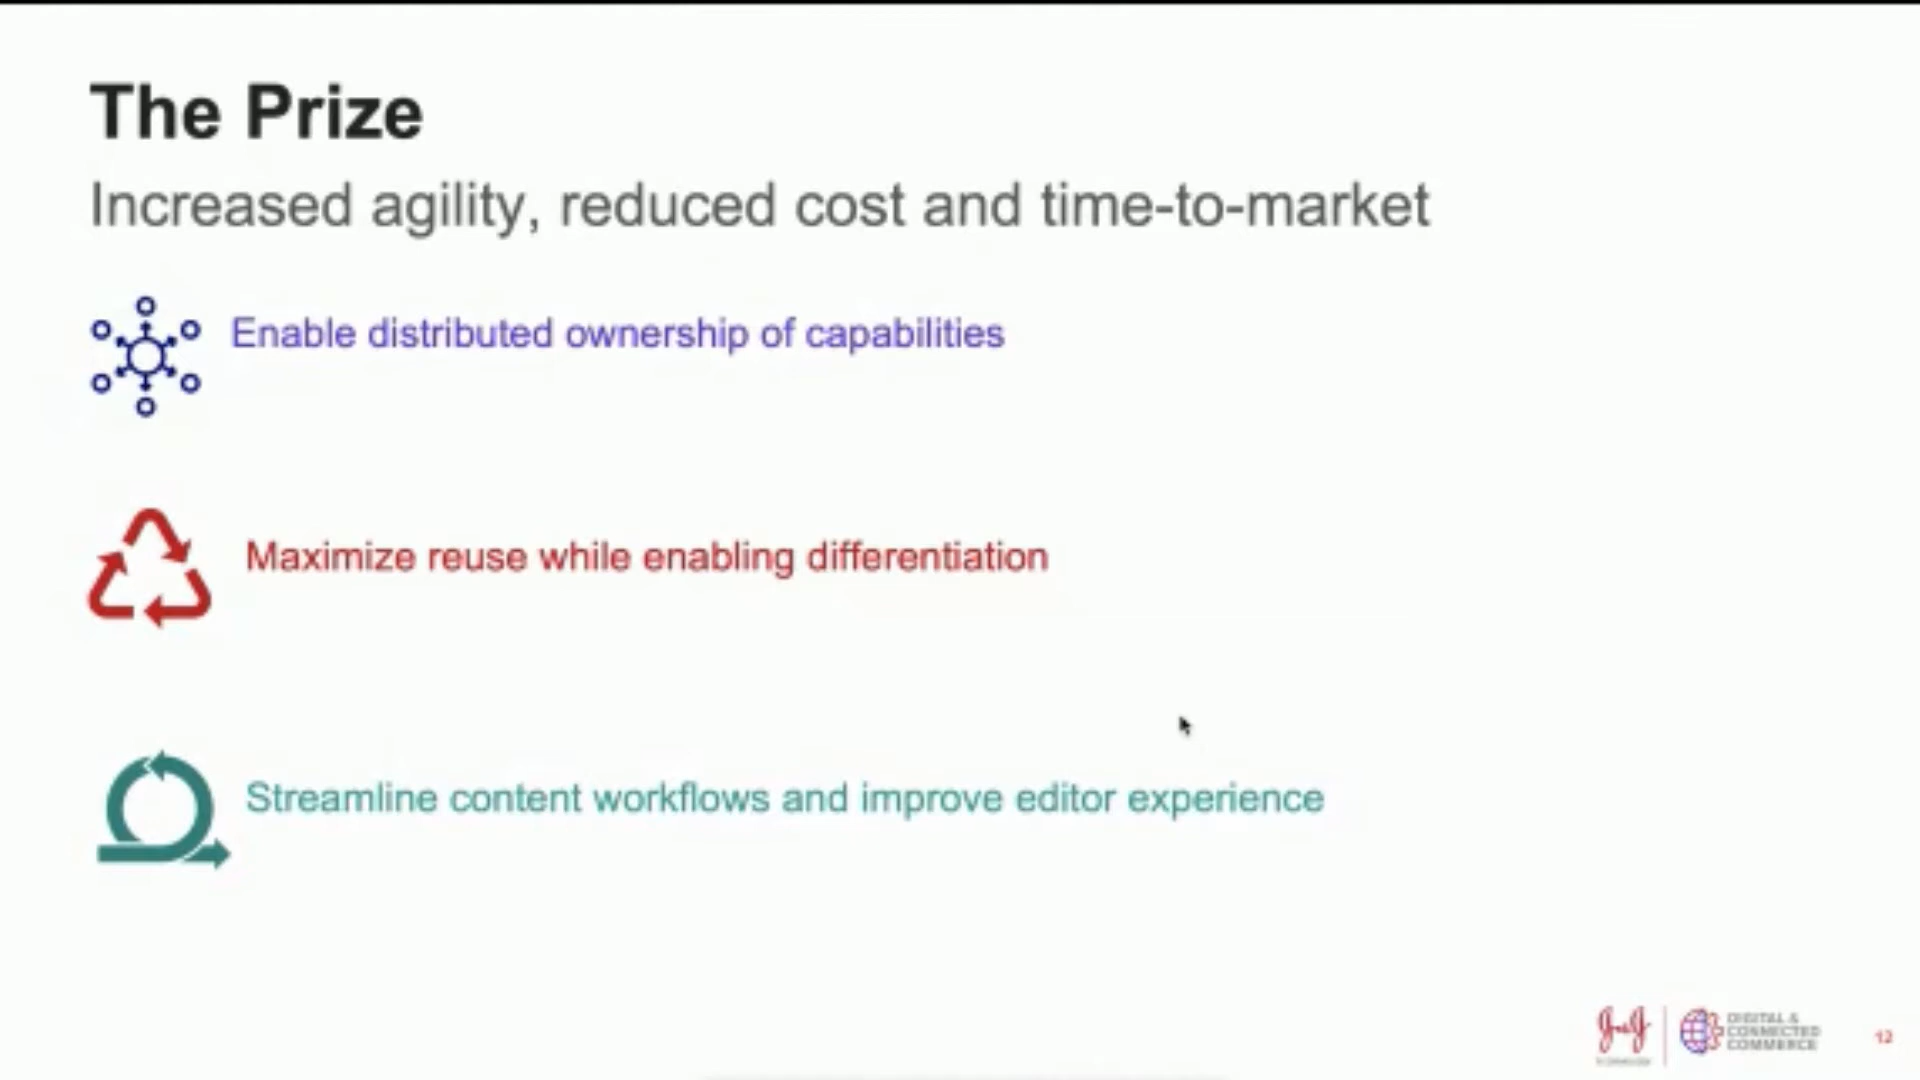 The Prize
Increased agility, reduced cost and time-to-market
Enable distributed ownership of capabilities
Maximize reuse while enabling differentiation
Streamline content workflows and improve editor experience
J&J
DIGITAL &
CONNECTED
COMMERCE
12